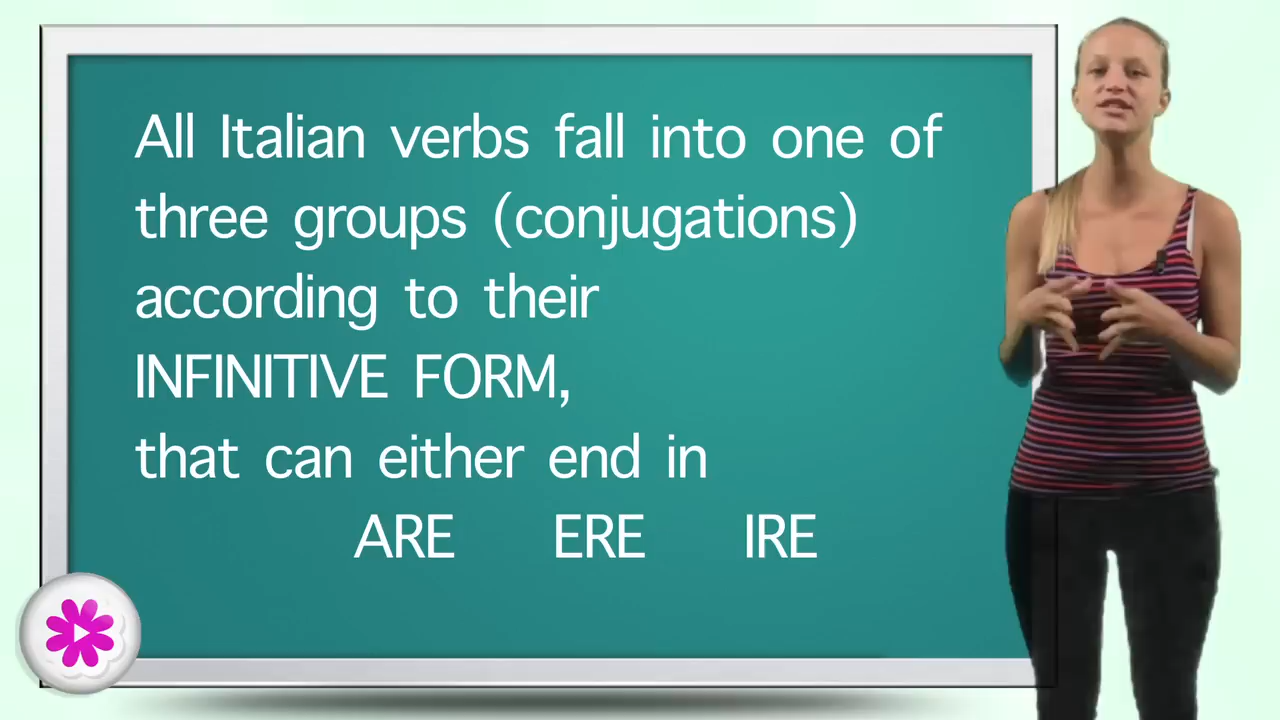 All Italian verbs fall into one of
three groups (conjugations)
according to their
INFINITIVE FORM,
that can either end in
ARE ERE IRE